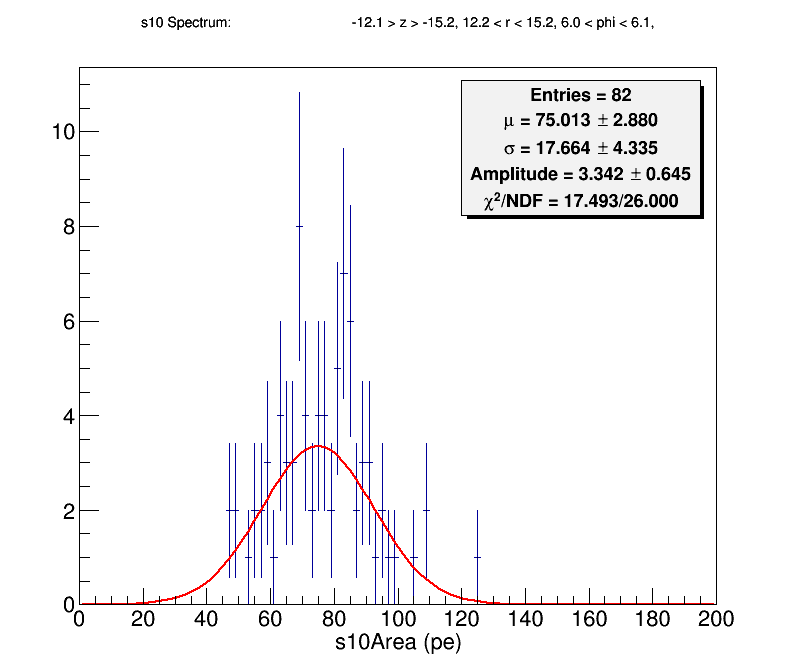 s10 Spectrum: -12.1 > z > -15.2, 12.2 < r < 15.2, 6.0 < phi < 6.1,
Entries = 82
μ = 75.013 ± 2.880
σ = 17.664 ± 4.335
Amplitude = 3.342 ± 0.645
χ²/NDF = 17.493/26.000
10
8
6
4
2
0
0 20 40 60 80 100 120 140 160 180 200
s10Area (pe)